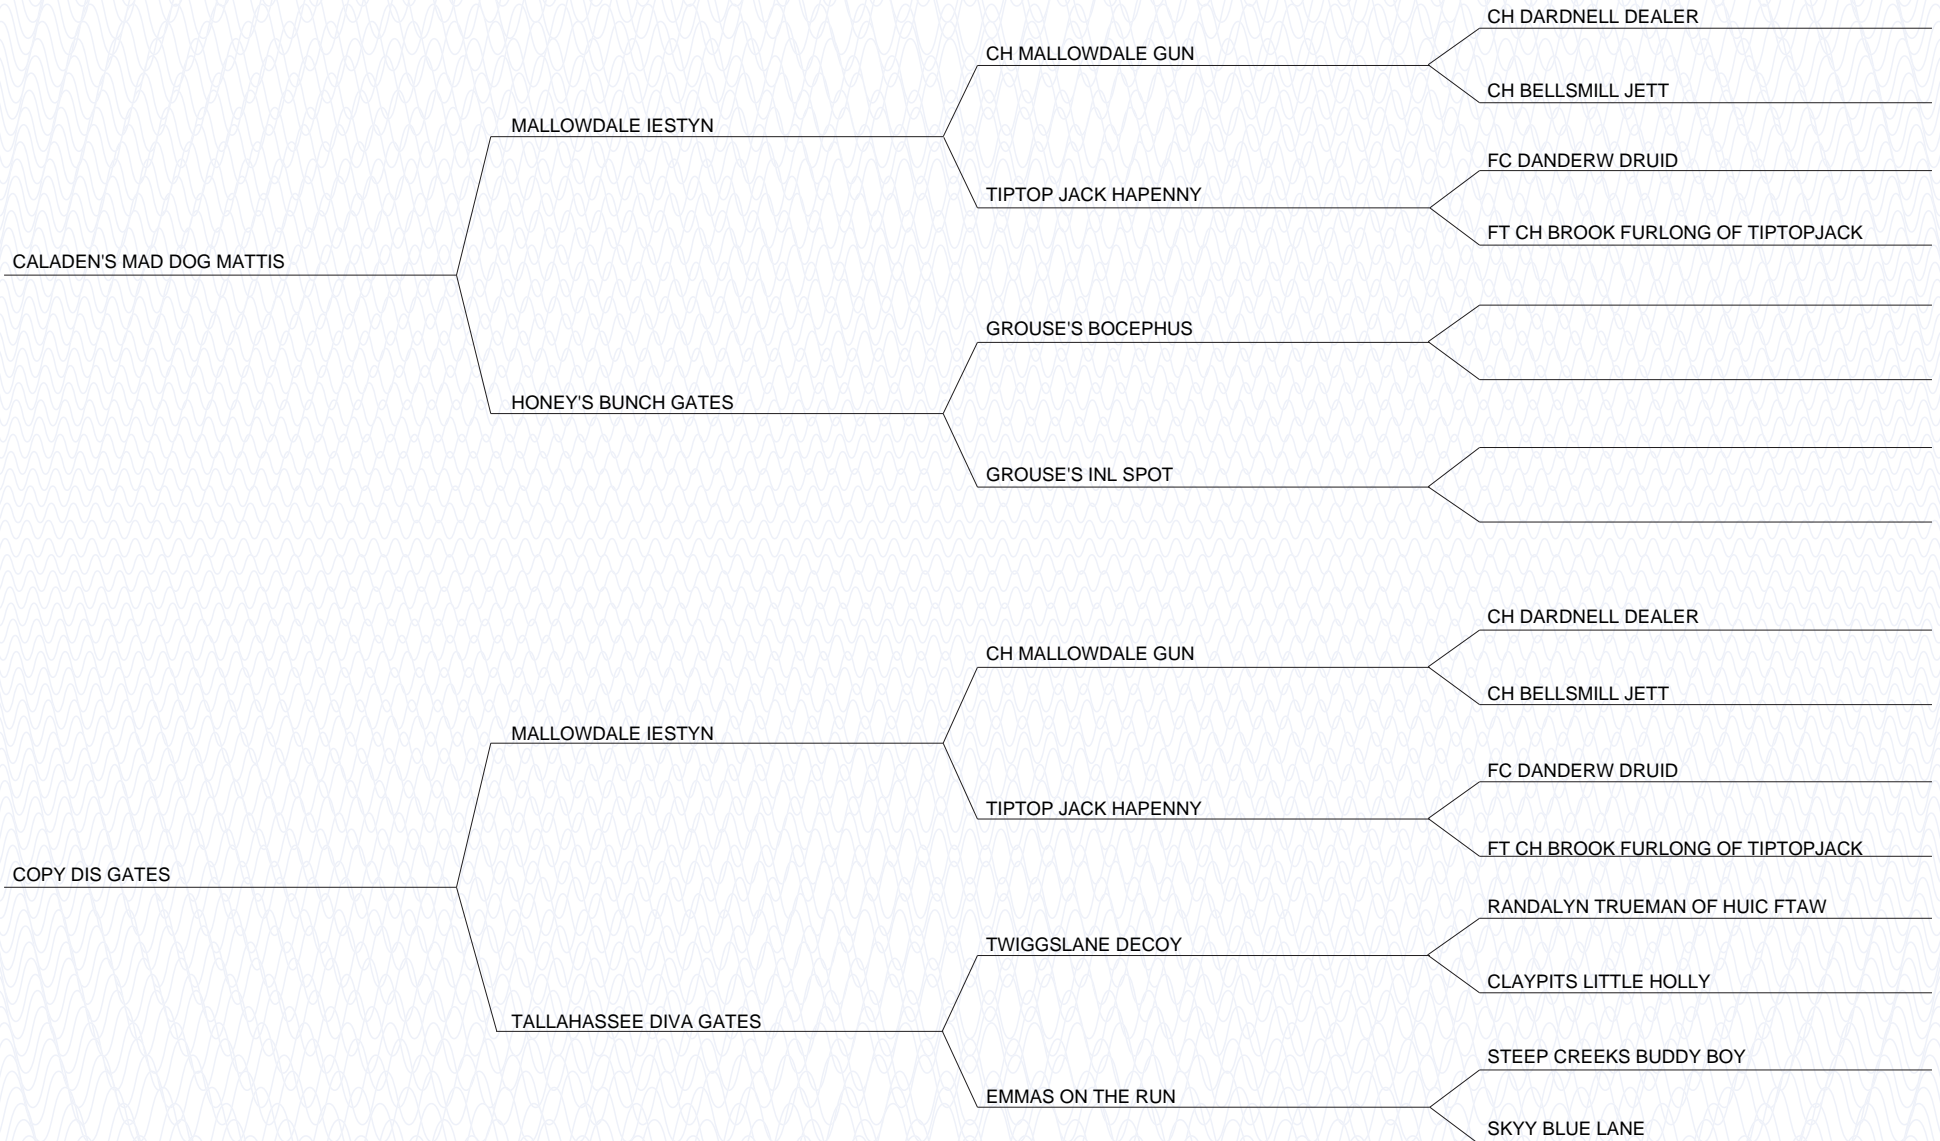 CH DARDNELL DEALER
CH MALLOWDALE GUN
CH BELLSMILL JETT
MALLOWDALE IESTYN
FC DANDERW DRUID
TIPTOP JACK HAPENNY
FT CH BROOK FURLONG OF TIPTOPJACK
CALADEN'S MAD DOG MATTIS
GROUSE'S BOCEPHUS
HONEY'S BUNCH GATES
GROUSE'S INL SPOT
CH DARDNELL DEALER
CH MALLOWDALE GUN
CH BELLSMILL JETT
MALLOWDALE IESTYN
FC DANDERW DRUID
TIPTOP JACK HAPENNY
FT CH BROOK FURLONG OF TIPTOPJACK
COPY DIS GATES
RANDALYN TRUEMAN OF HUIC FTAW
TWIGGSLANE DECOY
CLAYPITS LITTLE HOLLY
TALLAHASSEE DIVA GATES
STEEP CREEKS BUDDY BOY
EMMAS ON THE RUN
SKYY BLUE LANE